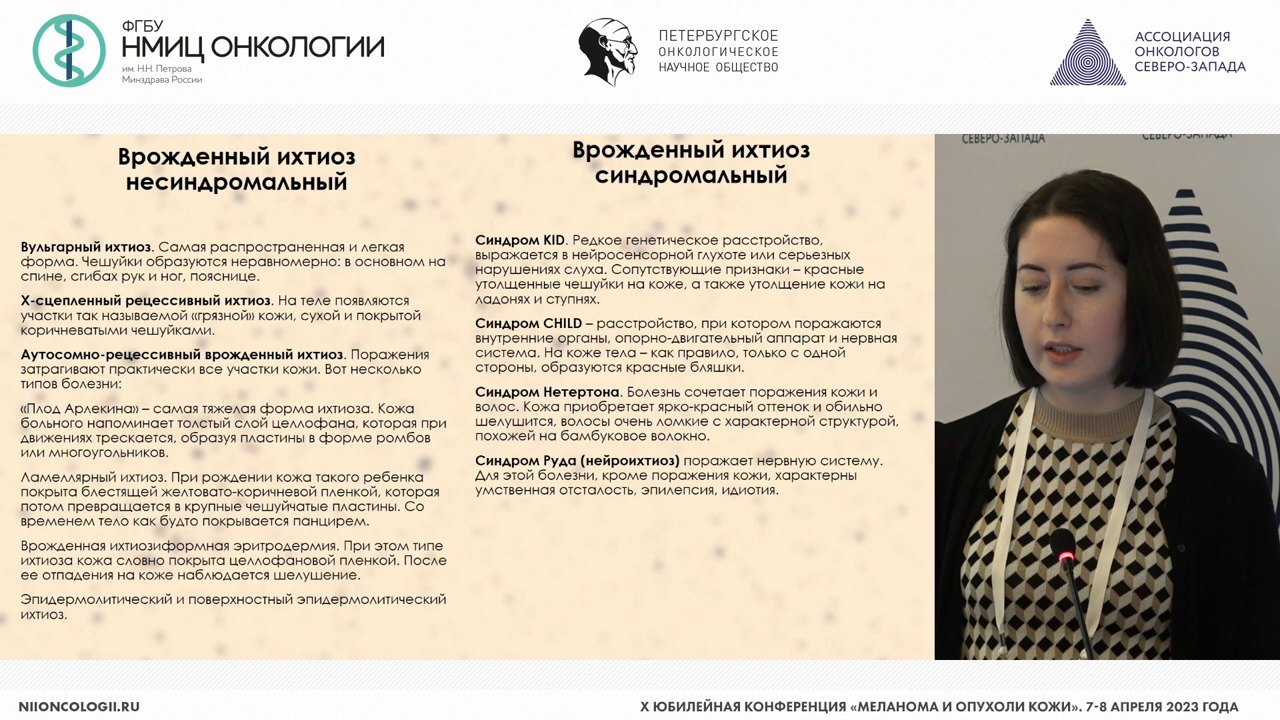 ФГБУ
НМИЦ ОНКОЛОГИИ
им. Н.Н. Петрова
Минздрава России
ПЕТЕРБУРГСКОЕ
ОНКОЛОГИЧЕСКОЕ
НАУЧНОЕ ОБЩЕСТВО
АССОЦИАЦИЯ
ОНКОЛОГОВ
СЕВЕРО-ЗАПАДА
Врожденный ихтиоз
несиндромальный
Вульгарный ихтиоз. Самая распространенная и легкая
форма. Чешуйки образуются неравномерно: в основном на
спине, сгибах рук и ног, пояснице.
Х-сцепленный рецессивный ихтиоз. На теле появляются
участки так называемой «грязной» кожи, сухой и покрытой
коричневатыми чешуйками.
Аутосомно-рецессивный врожденный ихтиоз. Поражения
затрагивают практически все участки кожи. Вот несколько
типов болезни:
«Плод Арлекина» – самая тяжелая форма ихтиоза. Кожа
больного напоминает толстый слой целлофана, которая при
движениях трескается, образуя пластины в форме ромбов
или многоугольников.
Ламеллярный ихтиоз. При рождении кожа такого ребенка
покрыта блестящей желтовато-коричневой пленкой, которая
потом превращается в крупные чешуйчатые пластины. Со
временем тело как будто покрывается панцирем.
Врожденная ихтиозиформная эритродермия. При этом типе
ихтиоза кожа словно покрыта целлофановой пленкой. После
ее отпадения на коже наблюдается шелушение.
Эпидермолитический и поверхностный эпидермолитический
ихтиоз.
Врожденный ихтиоз
синдромальный
Синдром KID. Редкое генетическое расстройство,
выражается в нейросенсорной глухоте или серьезных
нарушениях слуха. Сопутствующие признаки – красные
утолщенные чешуйки на коже, а также утолщение кожи на
ладонях и ступнях.
Синдром CHILD – расстройство, при котором поражаются
внутренние органы, опорно-двигательный аппарат и нервная
система. На коже тела – как правило, только с одной
стороны, образуются красные бляшки.
Синдром Нетертона. Болезнь сочетает поражения кожи и
волос. Кожа приобретает ярко-красный оттенок и обильно
шелушится, волосы очень ломкие с характерной структурой,
похожей на бамбуковое волокно.
Синдром Руда (нейроихтиоз) поражает нервную систему.
Для этой болезни, кроме поражения кожи, характерны
умственная отсталость, эпилепсия, идиотия.
СЕВЕРО-ЗАПАДА
СЕВЕРО-ЗАПАДА
NIIONCOLOGII.RU
X ЮБИЛЕЙНАЯ КОНФЕРЕНЦИЯ «МЕЛАНОМА И ОПУХОЛИ КОЖИ». 7-8 АПРЕЛЯ 2023 ГОДА